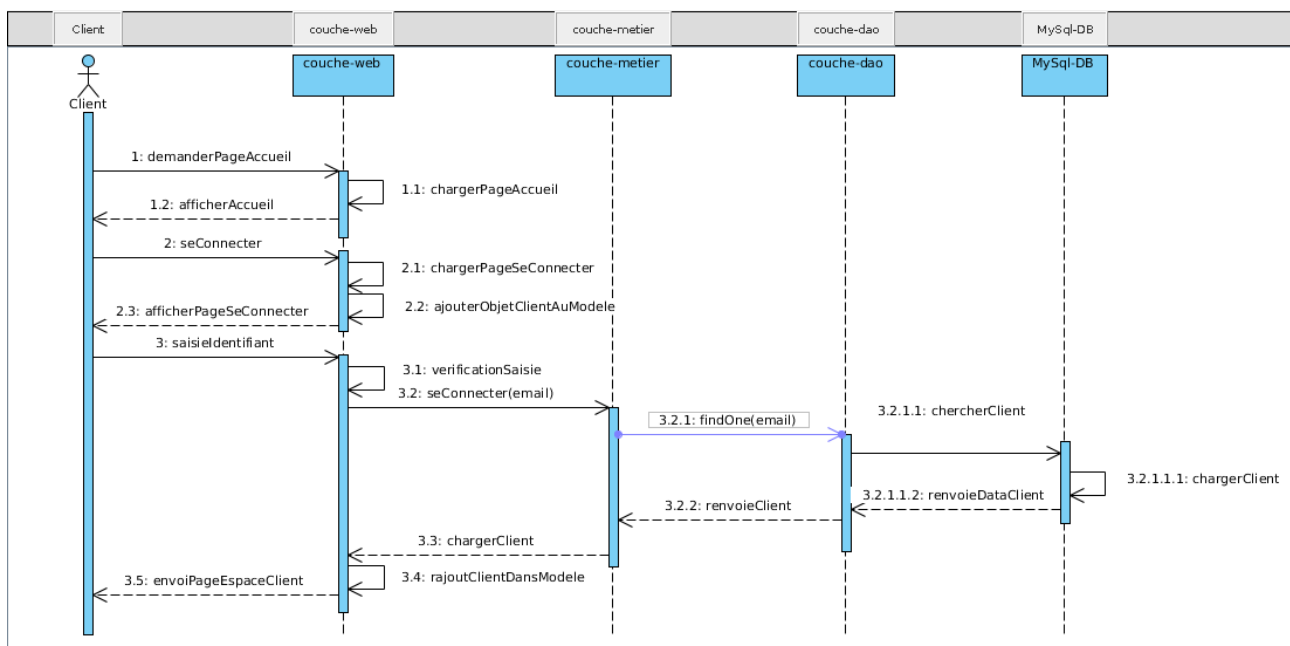 Client
couche-web
couche-metier
couche-dao
MySql-DB
couche-web
couche-metier
couche-dao
MySql-DB
Client
1: demanderPageAccueil
1.1: chargerPageAccueil
1.2: afficherAccueil
2: seConnecter
2.1: chargerPageSeConnecter
2.2: ajouterObjetClientAuModele
2.3: afficherPageSeConnecter
3: saisieIdentifiant
3.1: verificationSaisie
3.2: seConnecter(email)
3.2.1: findOne(email)
3.2.1.1: chercherClient
3.2.1.1.1: chargerClient
3.2.1.1.2: renvoieDataClient
3.2.2: renvoieClient
3.3: chargerClient
3.4: rajoutClientDansModele
3.5: envoiPageEspaceClient